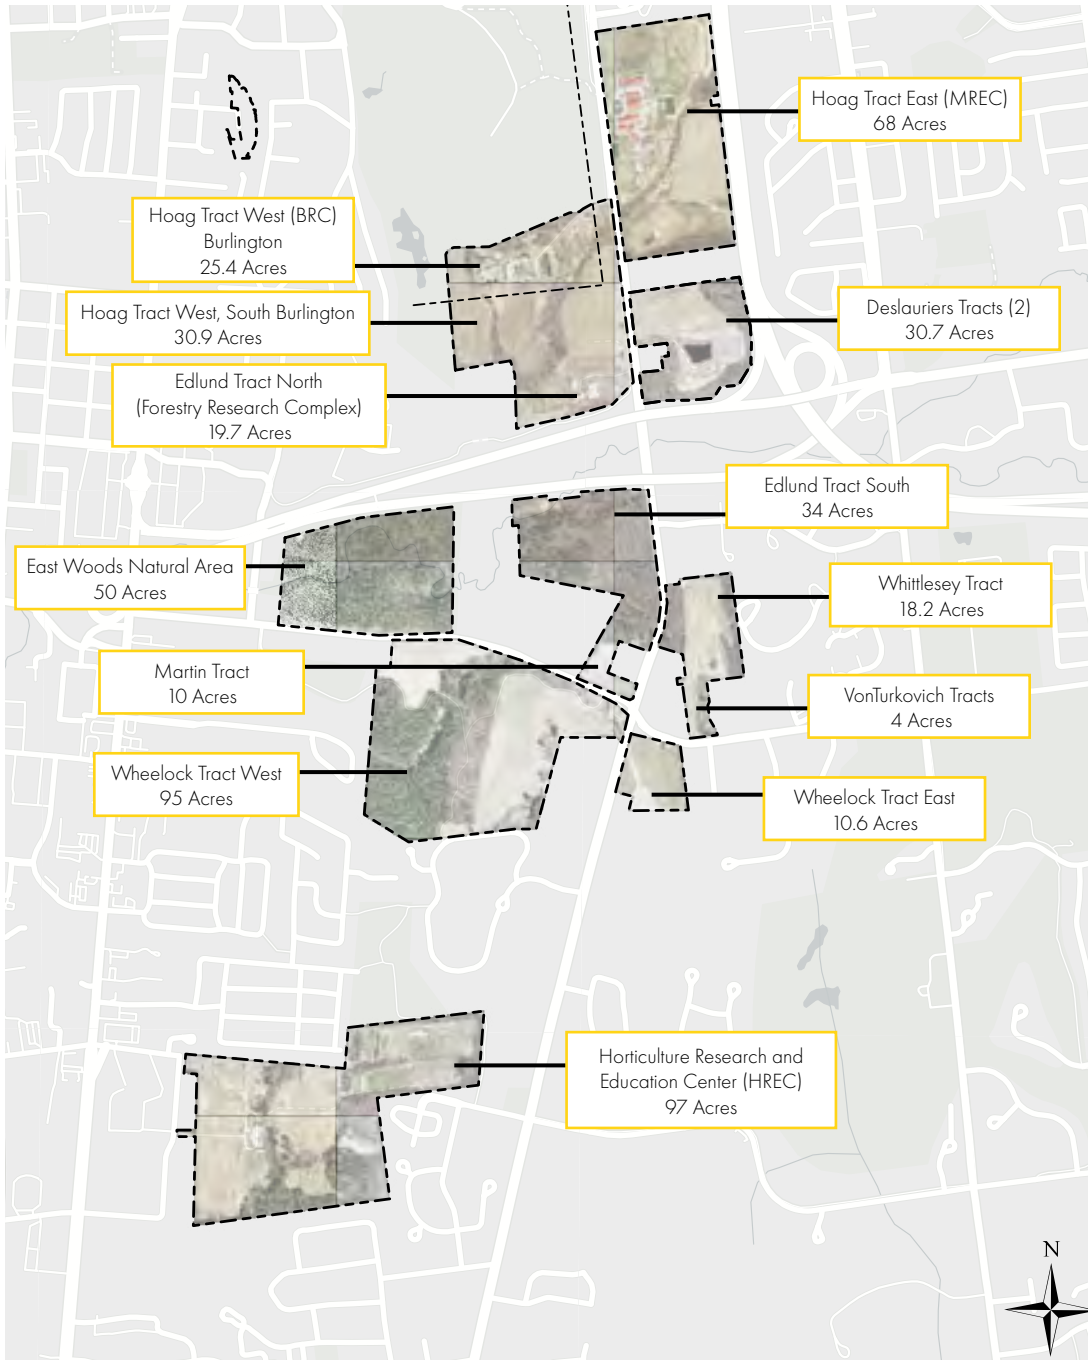 Hoag Tract East (MREC)
68 Acres
Hoag Tract West (BRC)
Burlington
25.4 Acres
Hoag Tract West, South Burlington
30.9 Acres
Deslauriers Tracts (2)
30.7 Acres
Edlund Tract North
(Forestry Research Complex)
19.7 Acres
Edlund Tract South
34 Acres
East Woods Natural Area
50 Acres
Whittlesey Tract
18.2 Acres
Martin Tract
10 Acres
VonTurkovich Tracts
4 Acres
Wheelock Tract West
95 Acres
Wheelock Tract East
10.6 Acres
Horticulture Research and
Education Center (HREC)
97 Acres
N